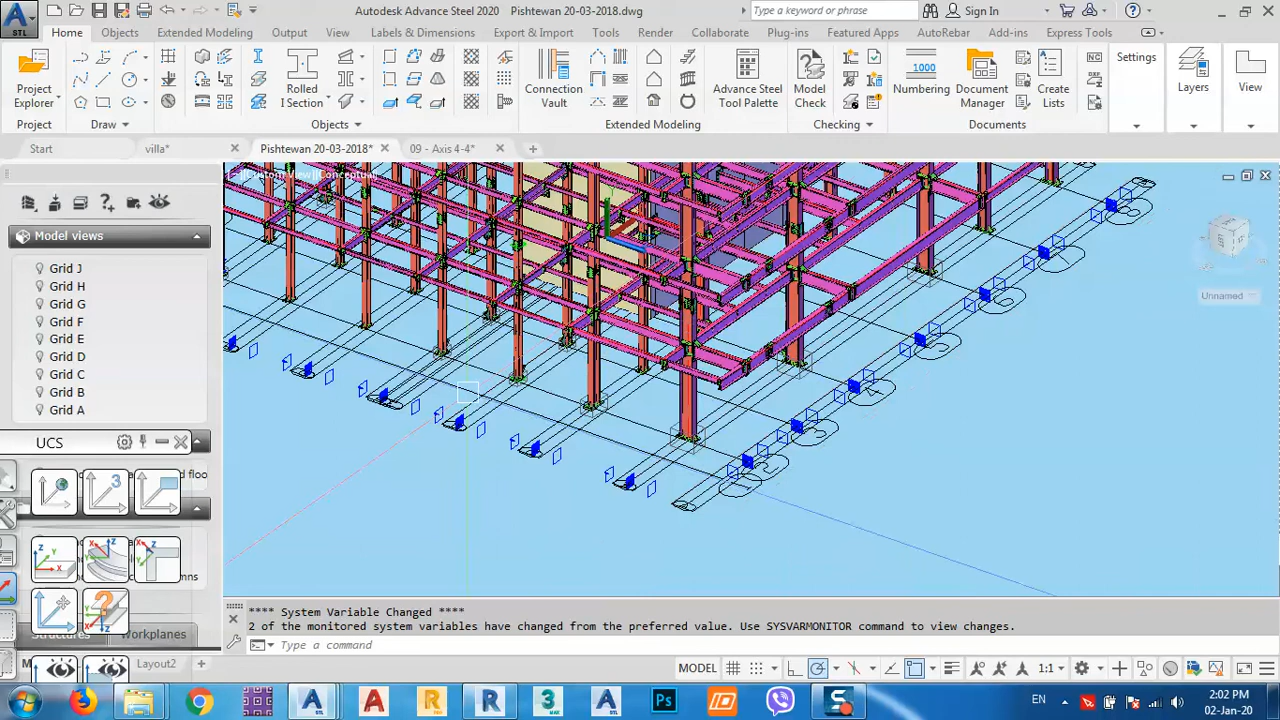 Autodesk Advance Steel 2020 Pishtewan 20-03-2018.dwg
Type a keyword or phrase
Sign In
STL
Home Objects Extended Modeling Output View Labels & Dimensions Export & Import Tools Render Collaborate Plug-ins Featured Apps AutoRebar Add-ins Express Tools
Project Explorer
Rolled I Section
Connection Vault
Advance Steel Tool Palette
Model Check
1000
Numbering
Document Manager
Create Lists
Settings
Layers
View
Project Draw Objects Extended Modeling Checking Documents
Start villa* Pishtewan 20-03-2018* 09 - Axis 4-4*
][Custom View][Conceptual]
Model views
Grid J
Grid H
Grid G
Grid F
Grid E
Grid D
Grid C
Grid B
Grid A
UCS
Unnamed
Workplanes
Layout2
**** System Variable Changed ****
2 of the monitored system variables have changed from the preferred value. Use SYSVARMONITOR command to view changes.
Type a command
MODEL 1:1
EN
2:02 PM
02-Jan-20